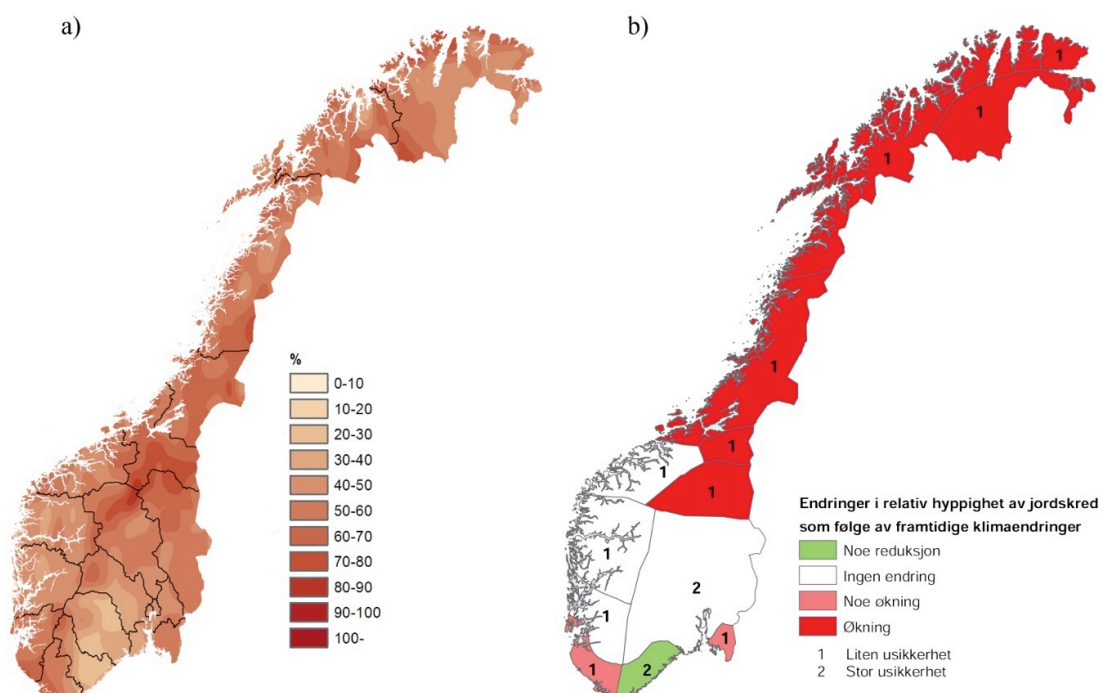 a)
%
0-10
10-20
20-30
30-40
40-50
50-60
60-70
70-80
80-90
90-100
100-
b)
1
1
1
1
1
1
1
1
2
1
1
2
1
Endringer i relativ hyppighet av jordskred
som følge av framtidige klimaendringer
Noe reduksjon
Ingen endring
Noe økning
Økning
1 Liten usikkerhet
2 Stor usikkerhet